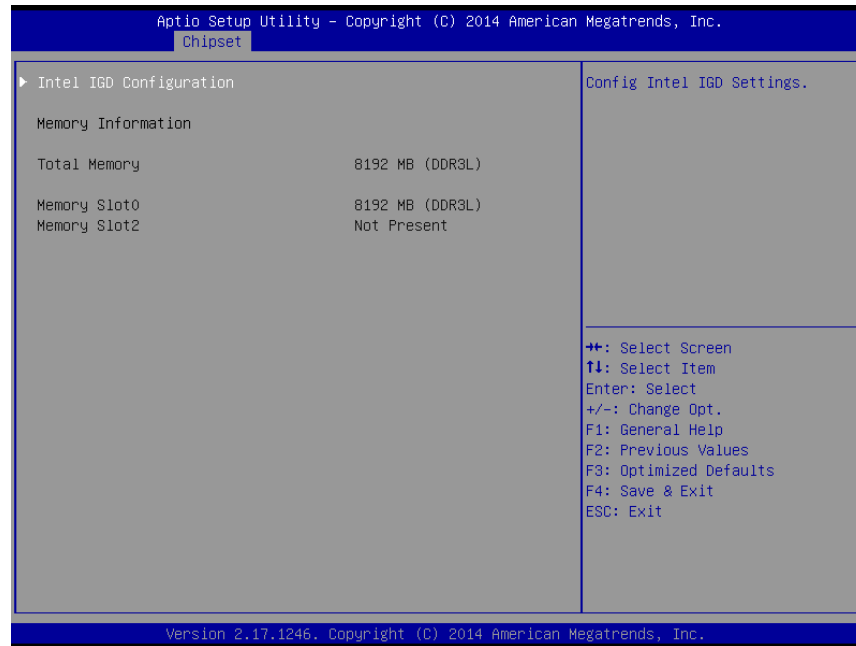 Aptio Setup Utility – Copyright (C) 2014 American Megatrends, Inc.
Chipset
▶ Intel IGD Configuration
Memory Information
Total Memory 8192 MB (DDR3L)
Memory Slot0 8192 MB (DDR3L)
Memory Slot2 Not Present
Config Intel IGD Settings.
→←: Select Screen
↑↓: Select Item
Enter: Select
+/-: Change Opt.
F1: General Help
F2: Previous Values
F3: Optimized Defaults
F4: Save & Exit
ESC: Exit
Version 2.17.1246. Copyright (C) 2014 American Megatrends, Inc.